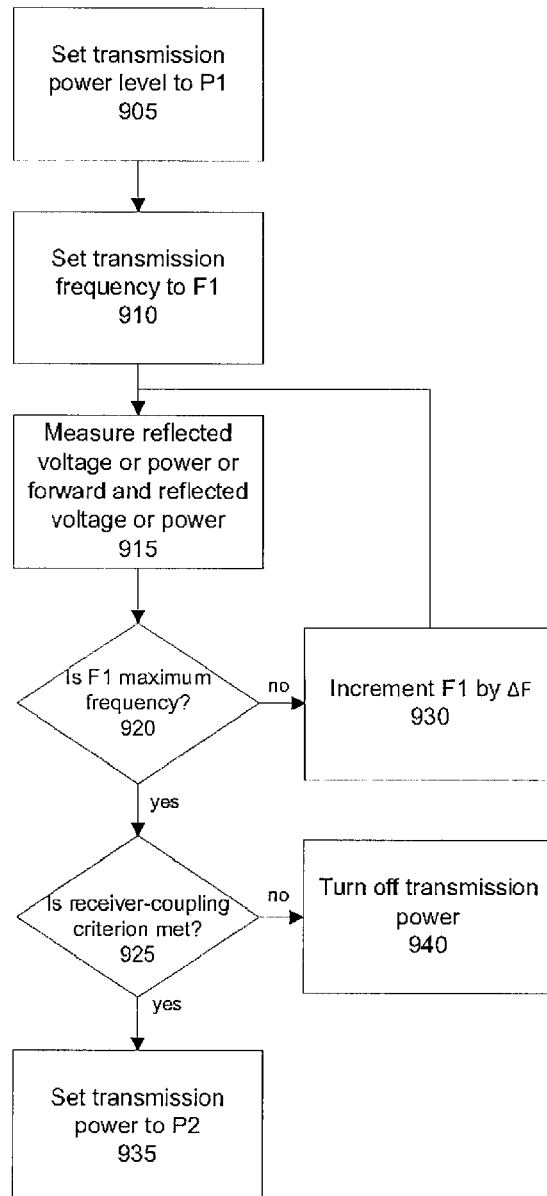 Set transmission
power level to P1
905
Set transmission
frequency to F1
910
Measure reflected
voltage or power or
forward and reflected
voltage or power
915
Is F1 maximum
frequency?
920
no
Increment F1 by ΔF
930
yes
Is receiver-coupling
criterion met?
925
no
Turn off transmission
power
940
yes
Set transmission
power to P2
935